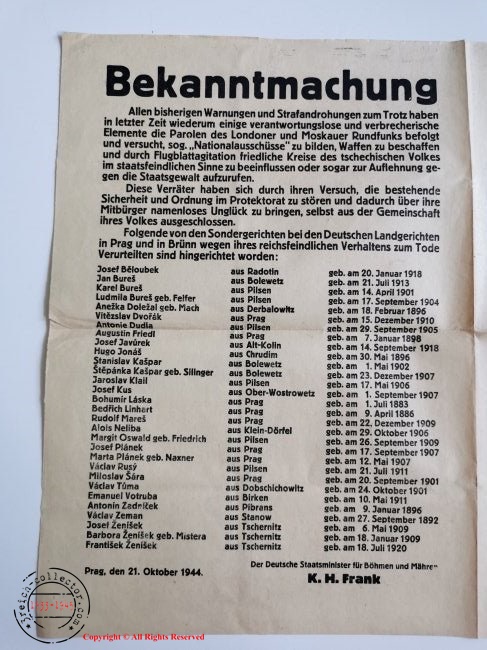 Bekanntmachung
Allen bisherigen Warnungen und Strafandrohungen zum Trotz haben
in letzter Zeit wiederum einige verantwortungslose und verbrecherische
Elemente die Parolen des Londoner und Moskauer Rundfunks befolgt
und versucht, sog. „Nationalausschüsse" zu bilden, Waffen zu beschaffen
und durch Flugblattagitation friedliche Kreise des tschechischen Volkes
im staatsfeindlichen Sinne zu beeinflussen oder sogar zur Auflehnung ge-
gen die Staatsgewalt aufzurufen.
Diese Verräter haben sich durch ihren Versuch, die bestehende
Sicherheit und Ordnung im Protektorat zu stören und dadurch über ihre
Mitbürger namenloses Unglück zu bringen, selbst aus der Gemeinschaft
ihres Volkes ausgeschlossen.
Folgende von den Sondergerichten bei den Deutschen Landgerichten
in Prag und in Brünn wegen ihres reichsfeindlichen Verhaltens zum Tode
Verurteilten sind hingerichtet worden:
Josef Běloubek aus Radotin geb. am 20. Januar 1918
Jan Bureš aus Bolewetz geb. am 21. Juli 1913
Karel Bureš aus Pilsen geb. am 14. April 1901
Ludmila Bureš geb. Felfer aus Pilsen geb. am 17. September 1904
Anežka Doležal geb. Mach aus Derbalowitz geb. am 18. Februar 1896
Vítězslav Dvořák aus Prag geb. am 15. Dezember 1910
Antonie Dudla aus Pilsen geb. am 29. September 1905
Augustin Friedl aus Prag geb. am 7. Januar 1898
Josef Javůrek aus Alt-Kolin geb. am 14. September 1918
Hugo Jonáš aus Chrudim geb. am 30. Mai 1896
Stanislav Kašpar aus Bolewetz geb. am 1. Mai 1902
Štěpánka Kašpar geb. Silinger aus Bolewetz geb. am 23. Dezember 1907
Jaroslav Klail aus Pilsen geb. am 17. Mai 1906
Josef Kus aus Ober-Wostrowetz geb. am 1. September 1907
Bohumír Láska aus Prag geb. am 1. Juli 1883
Bedřich Linhart aus Prag geb. am 9. April 1886
Rudolf Mareš aus Prag geb. am 22. Dezember 1909
Alois Neliba aus Klein-Dörfel geb. am 29. Oktober 1906
Margit Oswald geb. Friedrich aus Pilsen geb. am 26. September 1909
Josef Plánek aus Prag geb. am 17. September 1907
Marta Plánek geb. Naxner aus Prag geb. am 12. Mai 1907
Václav Rusý aus Pilsen geb. am 21. Juli 1911
Miloslav Šára aus Prag geb. am 20. September 1901
Václav Tůma aus Dobschichowitz geb. am 24. Oktober 1901
Emanuel Votruba aus Birken geb. am 10. Mai 1911
Antonín Zadníček aus Pibrans geb. am 9. Januar 1896
Václav Zeman aus Stanow geb. am 27. September 1892
Josef Ženíšek aus Tschernitz geb. am 6. Mai 1909
Barbora Ženíšek geb. Mistera aus Tschernitz geb. am 18. Januar 1909
František Ženíšek aus Tschernitz geb. am 18. Juli 1920
Prag, den 21. Oktober 1944.
Der Deutsche Staatsminister für Böhmen und Mähren
K. H. Frank
3reich-collector.com
1933-1945
Copyright © All Rights Reserved